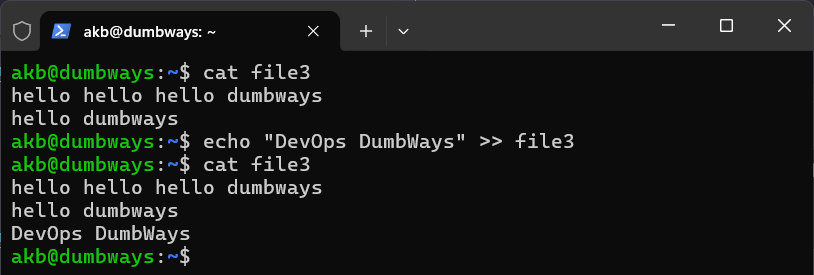 akb@dumbways: ~
akb@dumbways:~$ cat file3
hello hello hello dumbways
hello dumbways
akb@dumbways:~$ echo "DevOps DumbWays" >> file3
akb@dumbways:~$ cat file3
hello hello hello dumbways
hello dumbways
DevOps DumbWays
akb@dumbways:~$